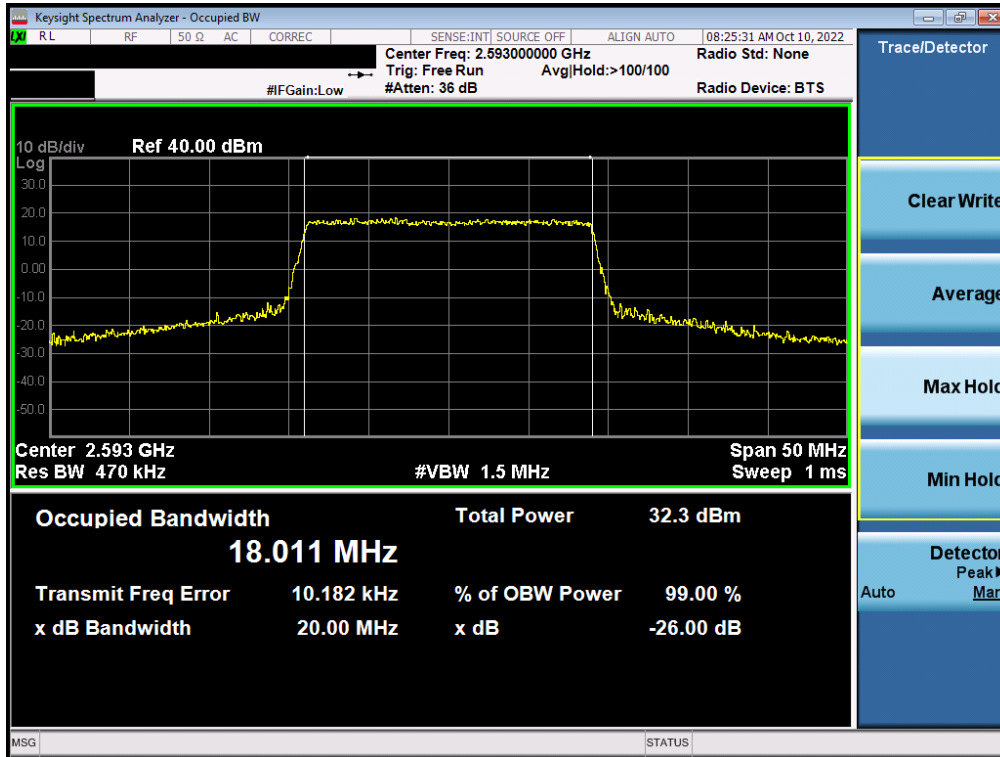 Keysight Spectrum Analyzer - Occupied BW
LXI RL RF 50 Ω AC CORREC SENSE:INT SOURCE OFF ALIGN AUTO 08:25:31 AM Oct 10, 2022
Center Freq: 2.593000000 GHz Radio Std: None
Trig: Free Run Avg|Hold:>100/100
#IFGain:Low #Atten: 36 dB Radio Device: BTS
Trace/Detector
10 dB/div Ref 40.00 dBm
Log
30.0
20.0
10.0
0.00
-10.0
-20.0
-30.0
-40.0
-50.0
Center 2.593 GHz Span 50 MHz
Res BW 470 kHz #VBW 1.5 MHz Sweep 1 ms
Occupied Bandwidth Total Power 32.3 dBm
18.011 MHz
Transmit Freq Error 10.182 kHz % of OBW Power 99.00 %
x dB Bandwidth 20.00 MHz x dB -26.00 dB
Clear Write
Average
Max Hold
Min Hold
Detector
Peak
Auto Man
MSG STATUS